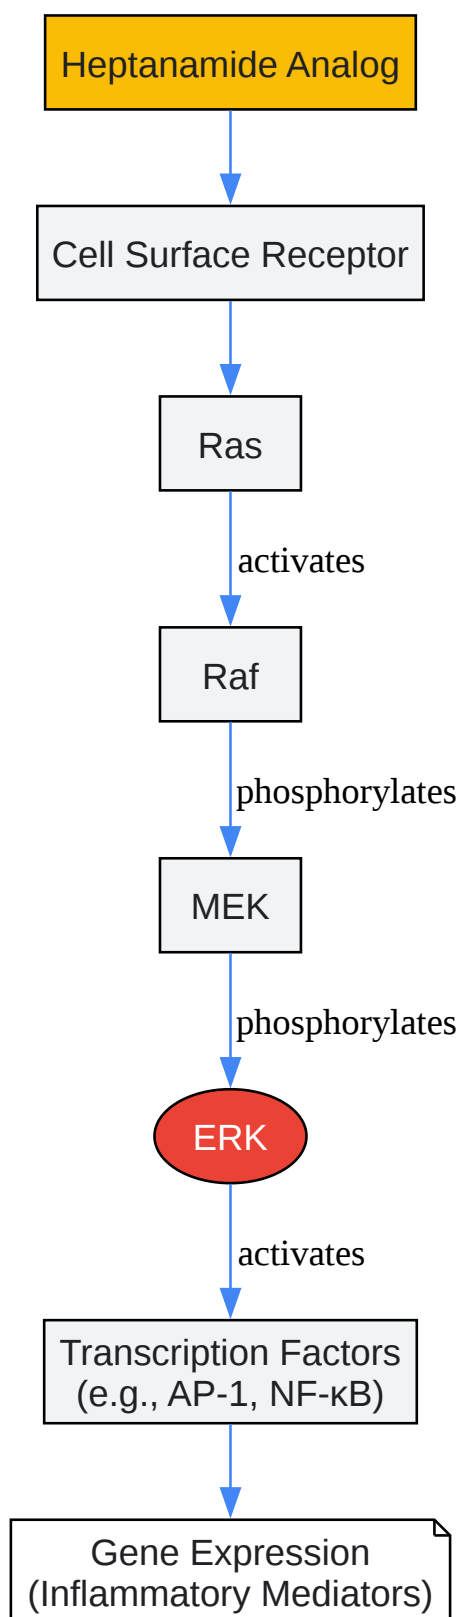 Heptanamide Analog
Cell Surface Receptor
Ras
activates
Raf
phosphorylates
MEK
phosphorylates
ERK
activates
Transcription Factors
(e.g., AP-1, NF-κB)
Gene Expression
(Inflammatory Mediators)